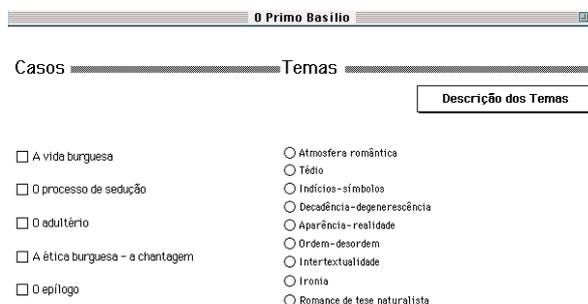 O Primo Basílio
Casos
Temas
Descrição dos Temas
A vida burguesa
O processo de sedução
O adultério
A ética burguesa - a chantagem
O epílogo
Atmosfera romântica
Tédio
Indícios-símbolos
Decadência-degenerescência
Aparência-realidade
Ordem-desordem
Intertextualidade
Ironia
Romance de tese naturalista